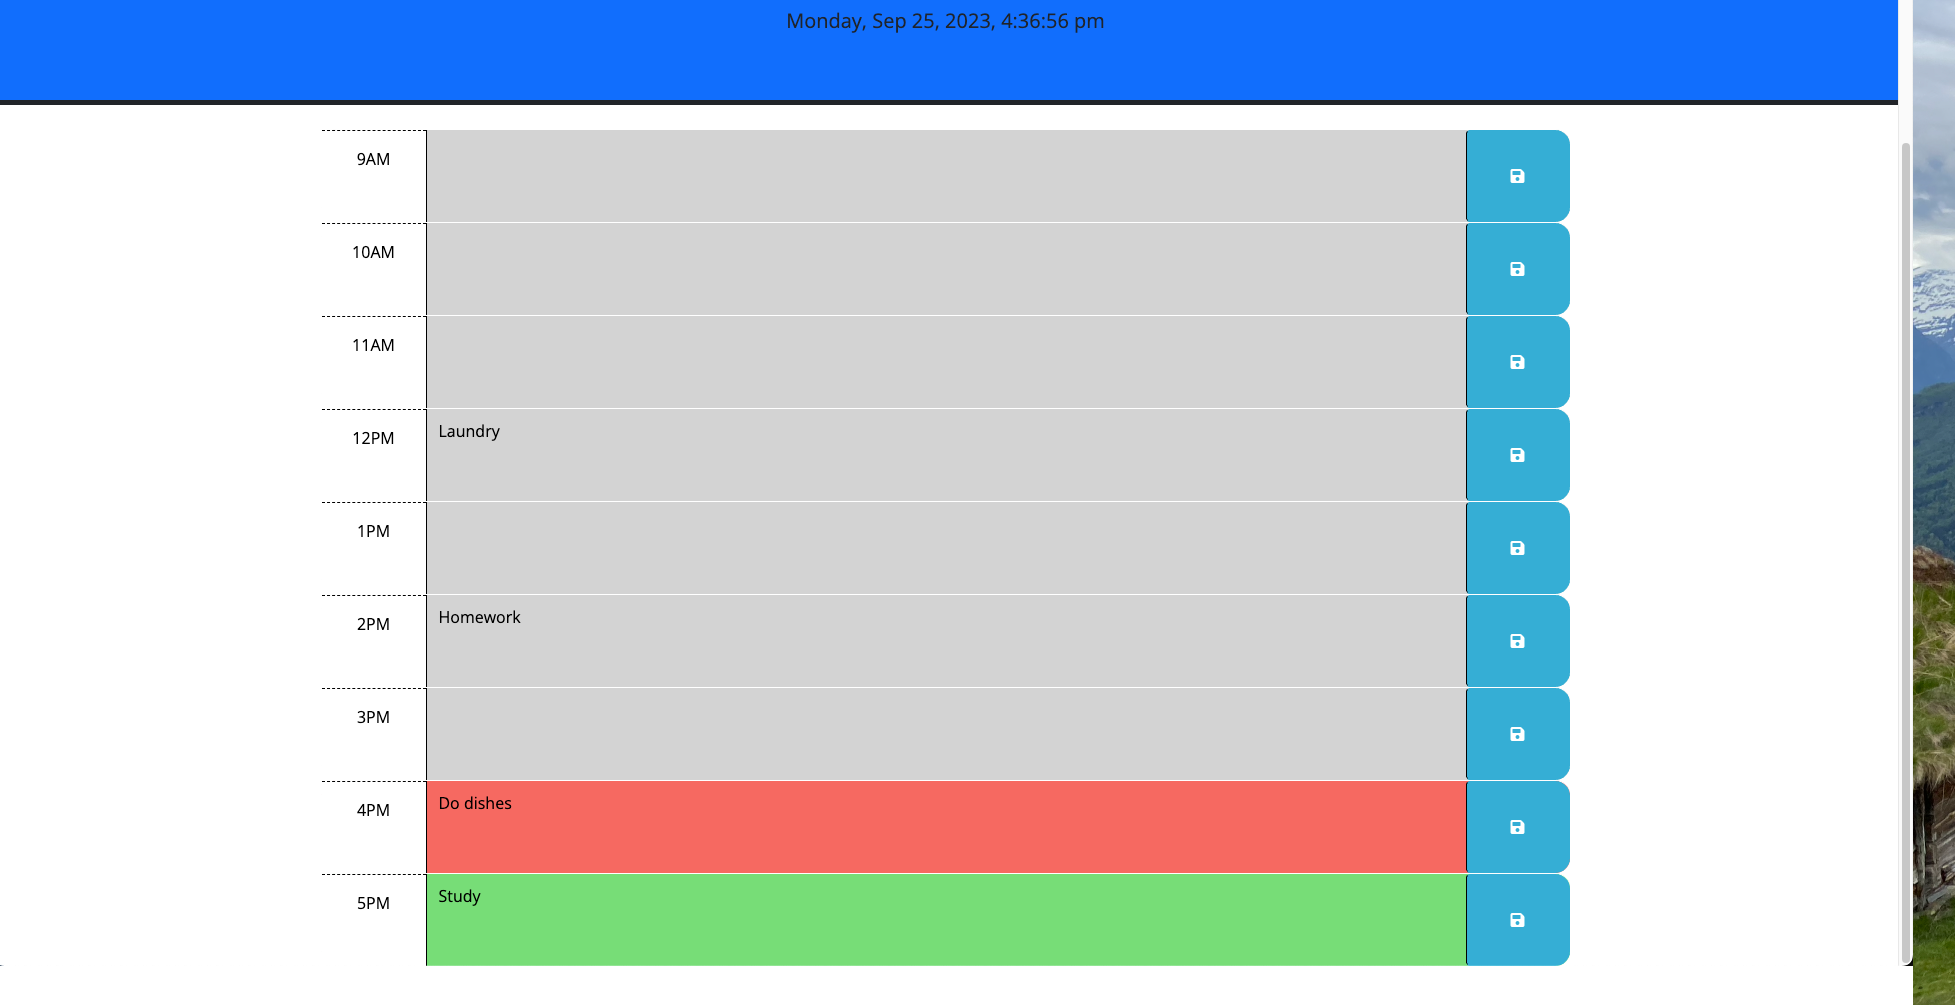 Monday, Sep 25, 2023, 4:36:56 pm
9AM
10AM
11AM
12PM
Laundry
1PM
2PM
Homework
3PM
4PM
Do dishes
5PM
Study